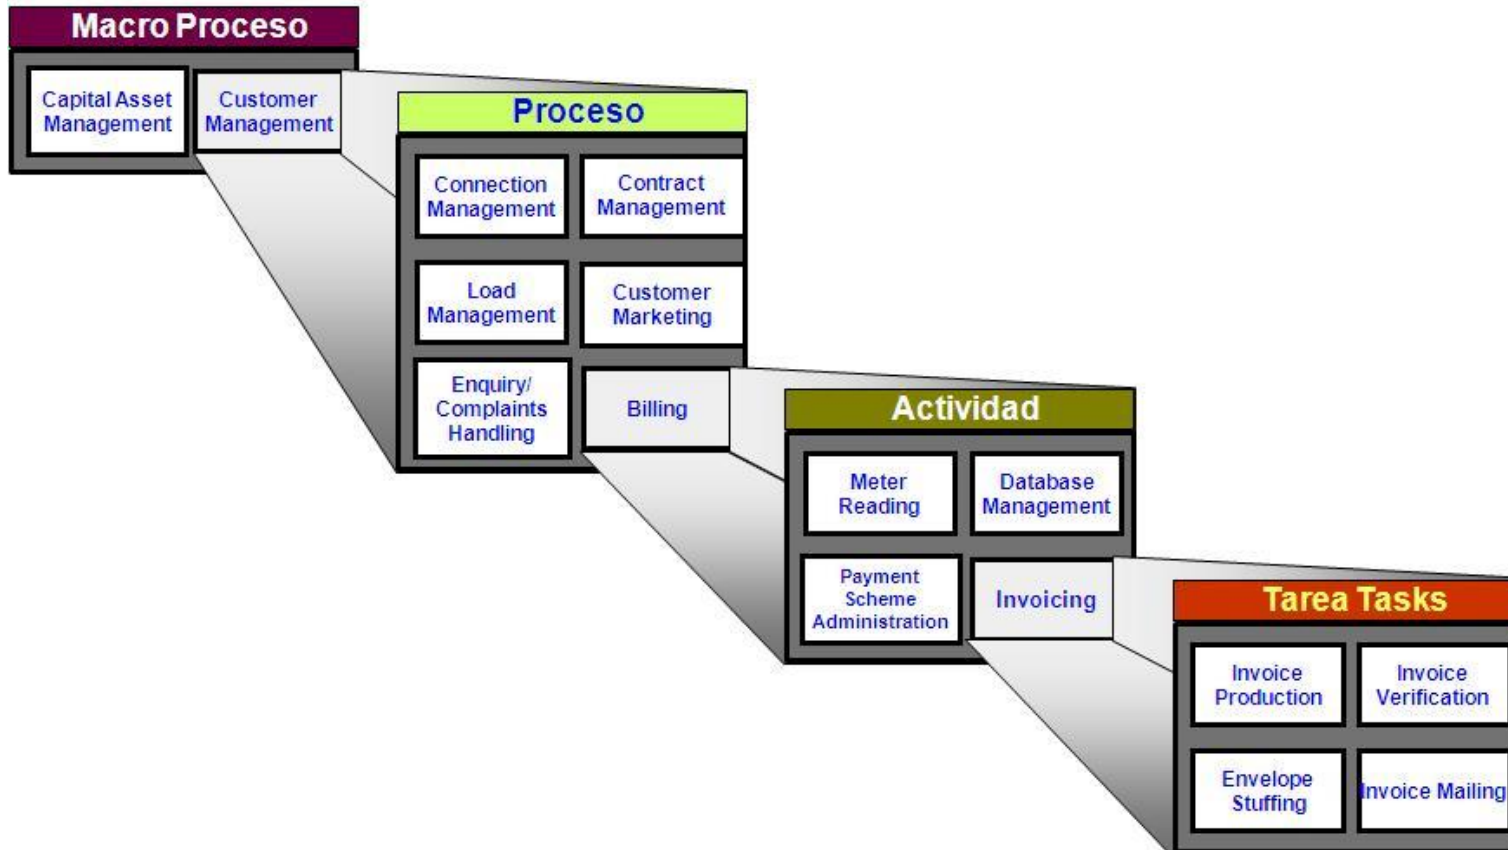 Macro Proceso
Capital Asset
Management
Customer
Management
Proceso
Connection
Management
Contract
Management
Load
Management
Customer
Marketing
Enquiry/
Complaints
Handling
Billing
Actividad
Meter
Reading
Database
Management
Payment
Scheme
Administration
Invoicing
Tarea Tasks
Invoice
Production
Invoice
Verification
Envelope
Stuffing
Invoice Mailing